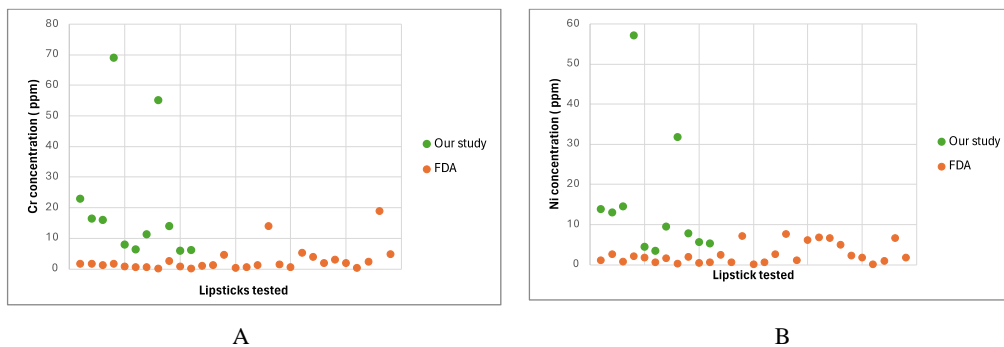 80
70
60
50
40
30
20
10
0
Cr concentration ( ppm)
Lipsticks tested
Our study
FDA
A
60
50
40
30
20
10
0
Ni concentration ( ppm)
Lipstick tested
Our study
FDA
B